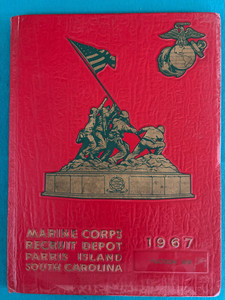 MARINE CORPS
RECRUIT DEPOT
PARRIS ISLAND
SOUTH CAROLINA
1967